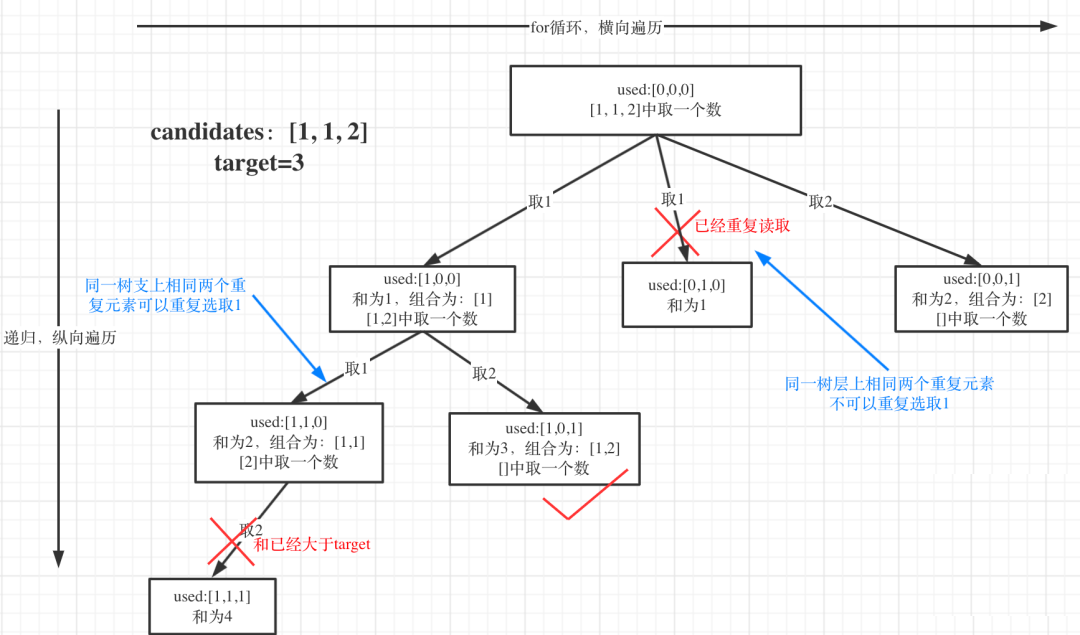 for循环，横向遍历
used:[0,0,0]
[1, 1, 2]中取一个数
candidates：[1, 1, 2]
target=3
取1
取1
取2
已经重复读取
used:[1,0,0]
和为1，组合为：[1]
[1,2]中取一个数
used:[0,1,0]
和为1
used:[0,0,1]
和为2，组合为：[2]
[]中取一个数
同一树支上相同两个重
复元素可以重复选取1
递归，纵向遍历
取1
取2
同一树层上相同两个重复元素
不可以重复选取1
used:[1,1,0]
和为2，组合为：[1,1]
[2]中取一个数
used:[1,0,1]
和为3，组合为：[1,2]
[]中取一个数
取2
和已经大于target
used:[1,1,1]
和为4